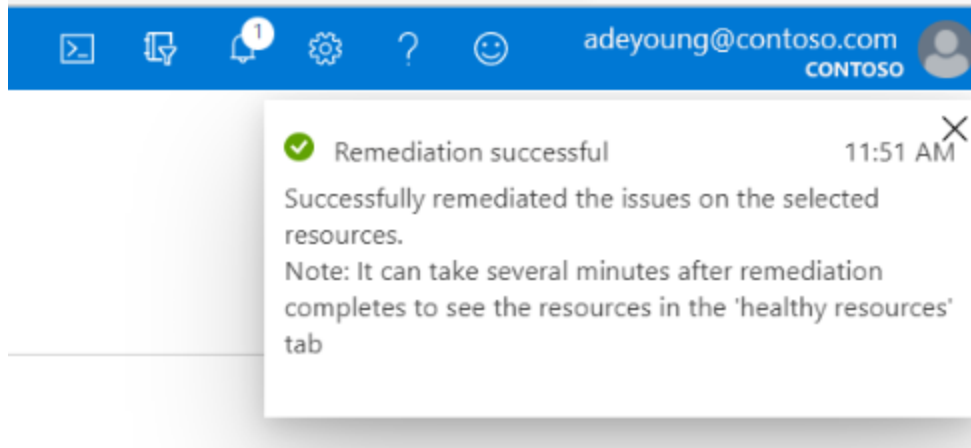 1
adeyoung@contoso.com
CONTOSO
Remediation successful 11:51 AM
Successfully remediated the issues on the selected
resources.
Note: It can take several minutes after remediation
completes to see the resources in the 'healthy resources'
tab